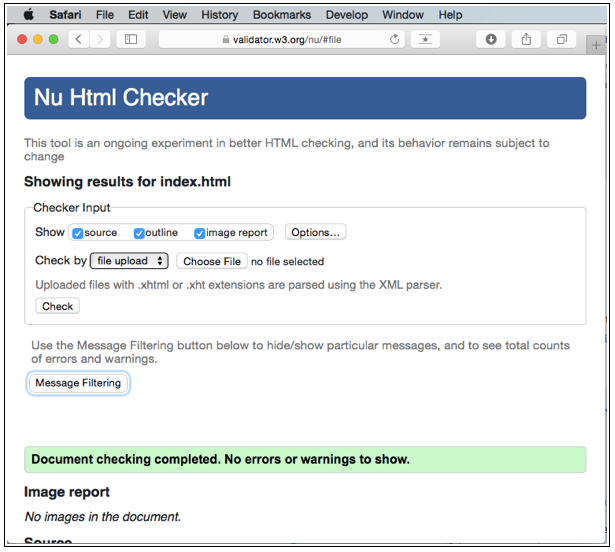 Safari File Edit View History Bookmarks Develop Window Help
validator.w3.org/nu/#file
Nu Html Checker
This tool is an ongoing experiment in better HTML checking, and its behavior remains subject to
change
Showing results for index.html
Checker Input
Show source outline image report Options...
Check by file upload Choose File no file selected
Uploaded files with .xhtml or .xht extensions are parsed using the XML parser.
Check
Use the Message Filtering button below to hide/show particular messages, and to see total counts
of errors and warnings.
Message Filtering
Document checking completed. No errors or warnings to show.
Image report
No images in the document.
Source